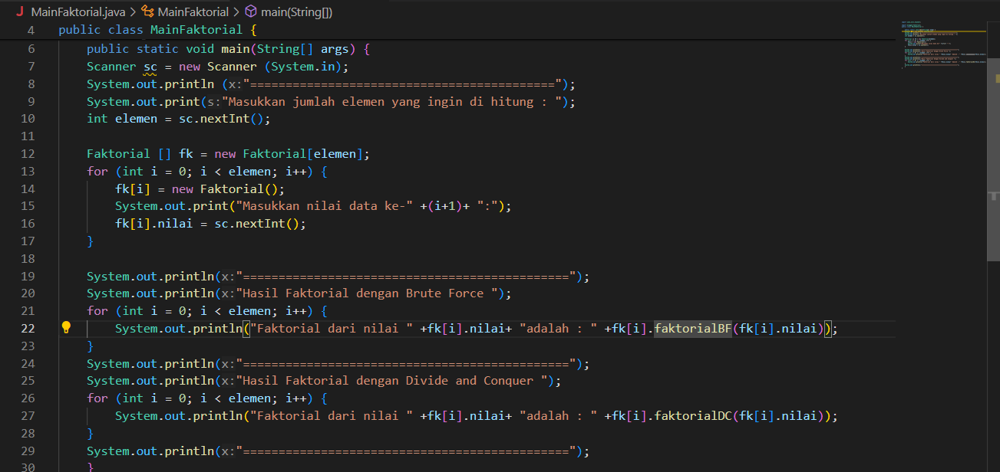 MainFaktorial.java > MainFaktorial > main(String[])
4 public class MainFaktorial {
6 public static void main(String[] args) {
7 Scanner sc = new Scanner (System.in);
8 System.out.println (x:"===========================================");
9 System.out.print(s:"Masukkan jumlah elemen yang ingin di hitung : ");
10 int elemen = sc.nextInt();
11
12 Faktorial [] fk = new Faktorial[elemen];
13 for (int i = 0; i < elemen; i++) {
14 fk[i] = new Faktorial();
15 System.out.print("Masukkan nilai data ke-" +(i+1)+ ":");
16 fk[i].nilai = sc.nextInt();
17 }
18
19 System.out.println(x:"==============================================");
20 System.out.println(x:"Hasil Faktorial dengan Brute Force ");
21 for (int i = 0; i < elemen; i++) {
22 System.out.println("Faktorial dari nilai " +fk[i].nilai+ "adalah : " +fk[i].faktorialBF(fk[i].nilai));
23 }
24 System.out.println(x:"==============================================");
25 System.out.println(x:"Hasil Faktorial dengan Divide and Conquer ");
26 for (int i = 0; i < elemen; i++) {
27 System.out.println("Faktorial dari nilai " +fk[i].nilai+ "adalah : " +fk[i].faktorialDC(fk[i].nilai));
28 }
29 System.out.println(x:"==============================================");
30 }